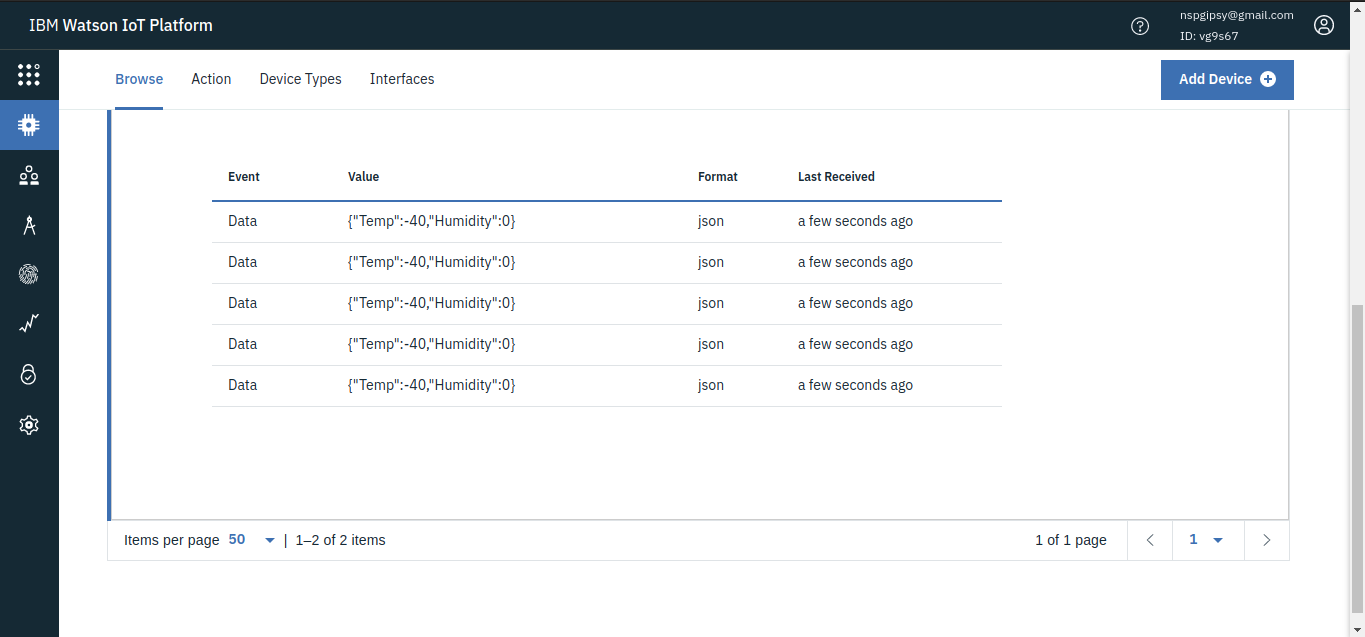 IBM Watson IoT Platform
nspgipsy@gmail.com
ID: vg9s67
Browse Action Device Types Interfaces
Add Device
Event Value Format Last Received
Data {"Temp":-40,"Humidity":0} json a few seconds ago
Data {"Temp":-40,"Humidity":0} json a few seconds ago
Data {"Temp":-40,"Humidity":0} json a few seconds ago
Data {"Temp":-40,"Humidity":0} json a few seconds ago
Data {"Temp":-40,"Humidity":0} json a few seconds ago
Items per page 50 | 1–2 of 2 items 1 of 1 page 1